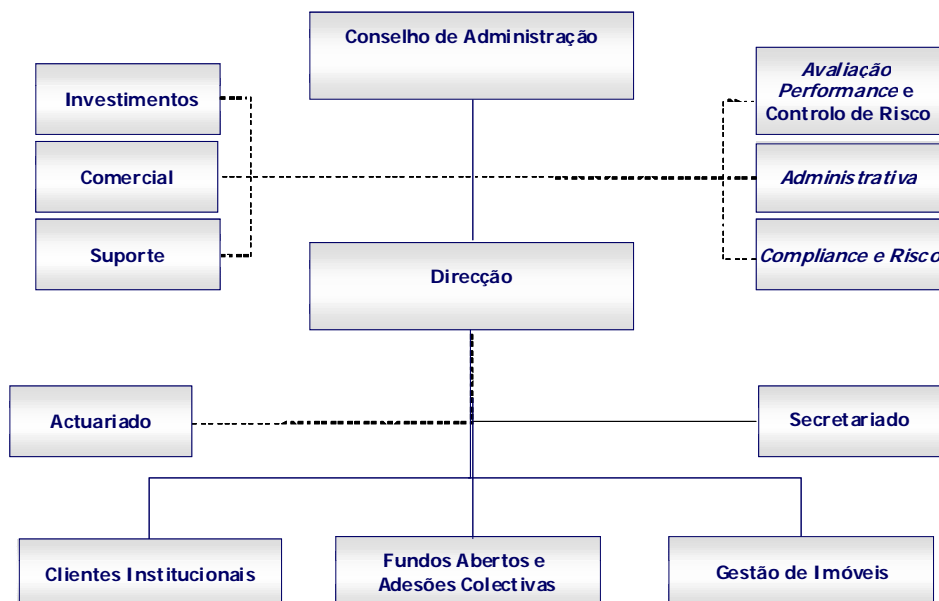 Conselho de Administração
Investimentos
Avaliação
Performance e
Controlo de Risco
Comercial
Administrativa
Suporte
Compliance e Risco
Direcção
Actuariado
Secretariado
Clientes Institucionais
Fundos Abertos e
Adesões Colectivas
Gestão de Imóveis